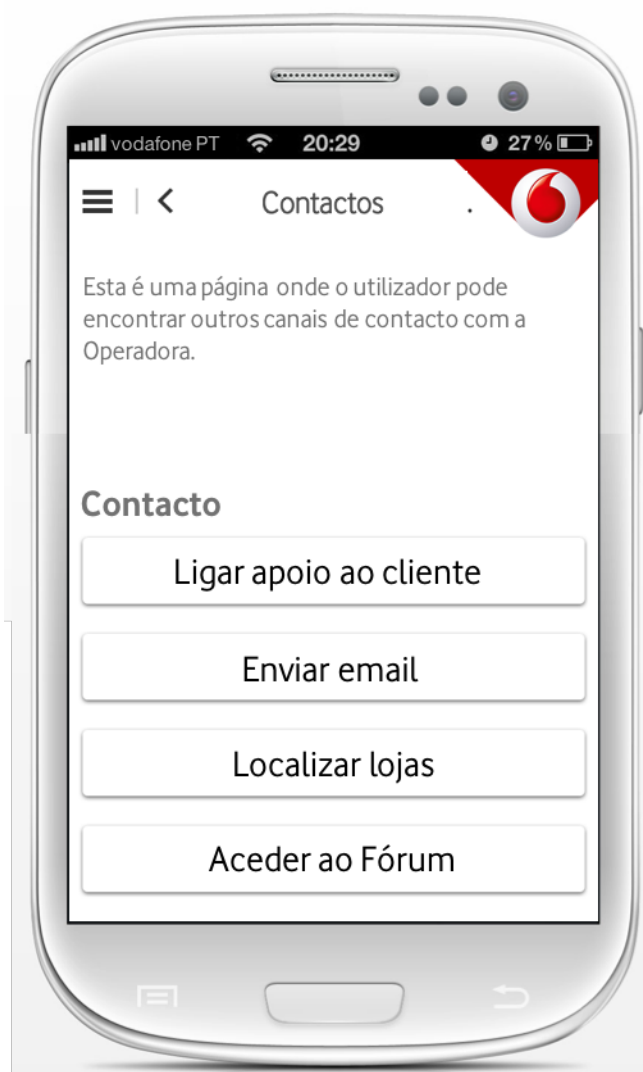 vodafone PT 20:29 27%
Contactos .
Esta é uma página onde o utilizador pode
encontrar outros canais de contacto com a
Operadora.
Contacto
Ligar apoio ao cliente
Enviar email
Localizar lojas
Aceder ao Fórum